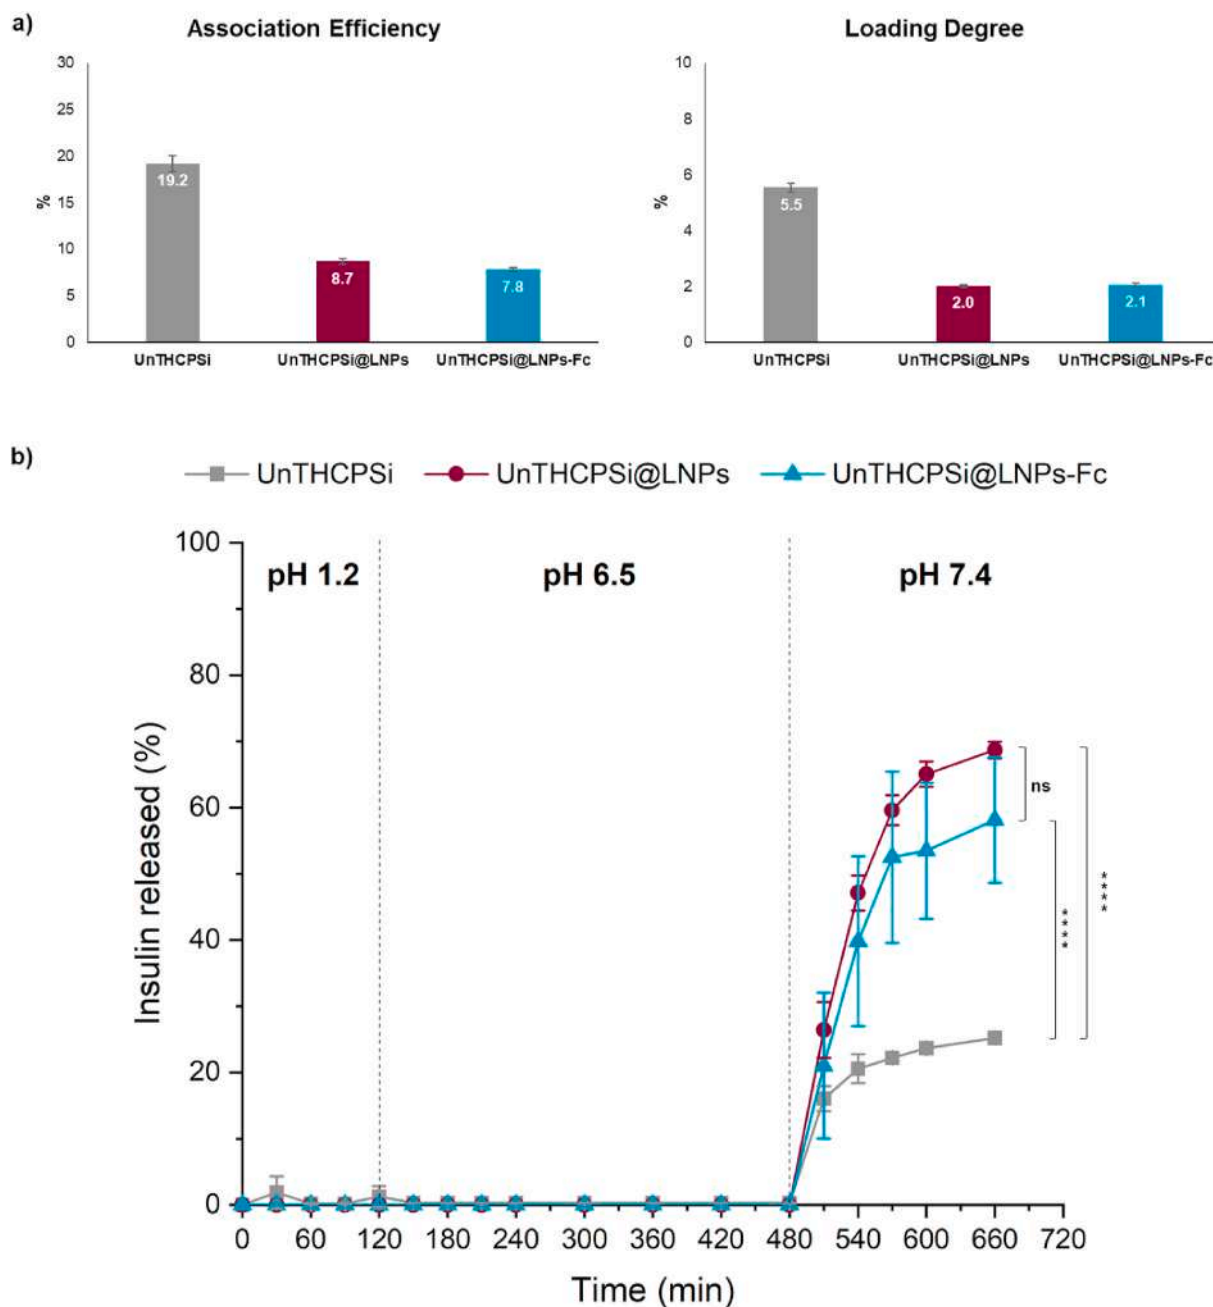 a)
Association Efficiency
Loading Degree
30
25
20
15
10
5
0
%
19.2
8.7
7.8
UnTHCPSi
UnTHCPSi@LNPs
UnTHCPSi@LNPs-Fc
10
8
6
4
2
0
%
5.5
2.0
2.1
UnTHCPSi
UnTHCPSi@LNPs
UnTHCPSi@LNPs-Fc
b)
UnTHCPSi
UnTHCPSi@LNPs
UnTHCPSi@LNPs-Fc
pH 1.2
pH 6.5
pH 7.4
100
80
60
40
20
0
Insulin released (%)
ns
****
****
0 60 120 180 240 300 360 420 480 540 600 660 720
Time (min)